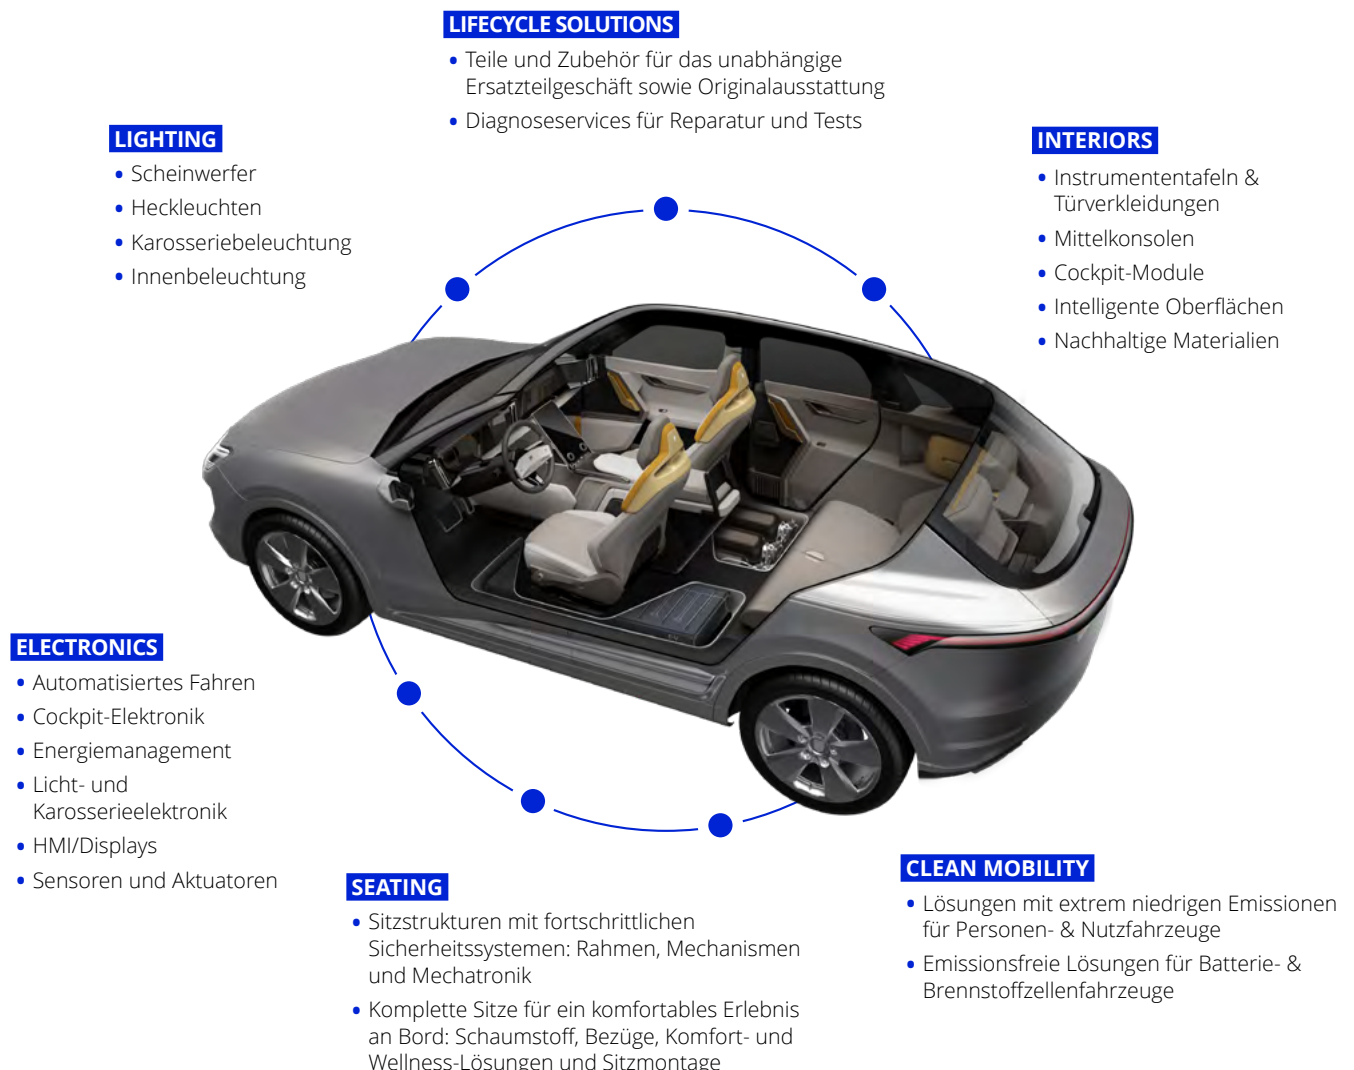 LIFECYCLE SOLUTIONS
• Teile und Zubehör für das unabhängige
Ersatzteilgeschäft sowie Originalausstattung
• Diagnoseservices für Reparatur und Tests
LIGHTING
• Scheinwerfer
• Heckleuchten
• Karosseriebeleuchtung
• Innenbeleuchtung
INTERIORS
• Instrumententafeln &
Türverkleidungen
• Mittelkonsolen
• Cockpit-Module
• Intelligente Oberflächen
• Nachhaltige Materialien
ELECTRONICS
• Automatisiertes Fahren
• Cockpit-Elektronik
• Energiemanagement
• Licht- und
Karosserieelektronik
• HMI/Displays
• Sensoren und Aktuatoren
SEATING
• Sitzstrukturen mit fortschrittlichen
Sicherheitssystemen: Rahmen, Mechanismen
und Mechatronik
• Komplette Sitze für ein komfortables Erlebnis
an Bord: Schaumstoff, Bezüge, Komfort- und
Wellness-Lösungen und Sitzmontage
CLEAN MOBILITY
• Lösungen mit extrem niedrigen Emissionen
für Personen- & Nutzfahrzeuge
• Emissionsfreie Lösungen für Batterie- &
Brennstoffzellenfahrzeuge